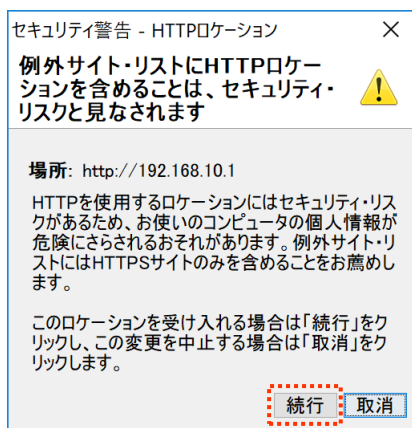 セキュリティ警告 - HTTPロケーション
例外サイト・リストにHTTPロケー
ションを含めることは、セキュリティ・
リスクと見なされます
場所: http://192.168.10.1
HTTPを使用するロケーションにはセキュリティ・リス
クがあるため、お使いのコンピュータの個人情報が
危険にさらされるおそれがあります。例外サイト・リ
ストにはHTTPSサイトのみを含めることをお薦めし
ます。
このロケーションを受け入れる場合は「続行」をク
リックし、この変更を中止する場合は「取消」をク
リックします。
続行 取消